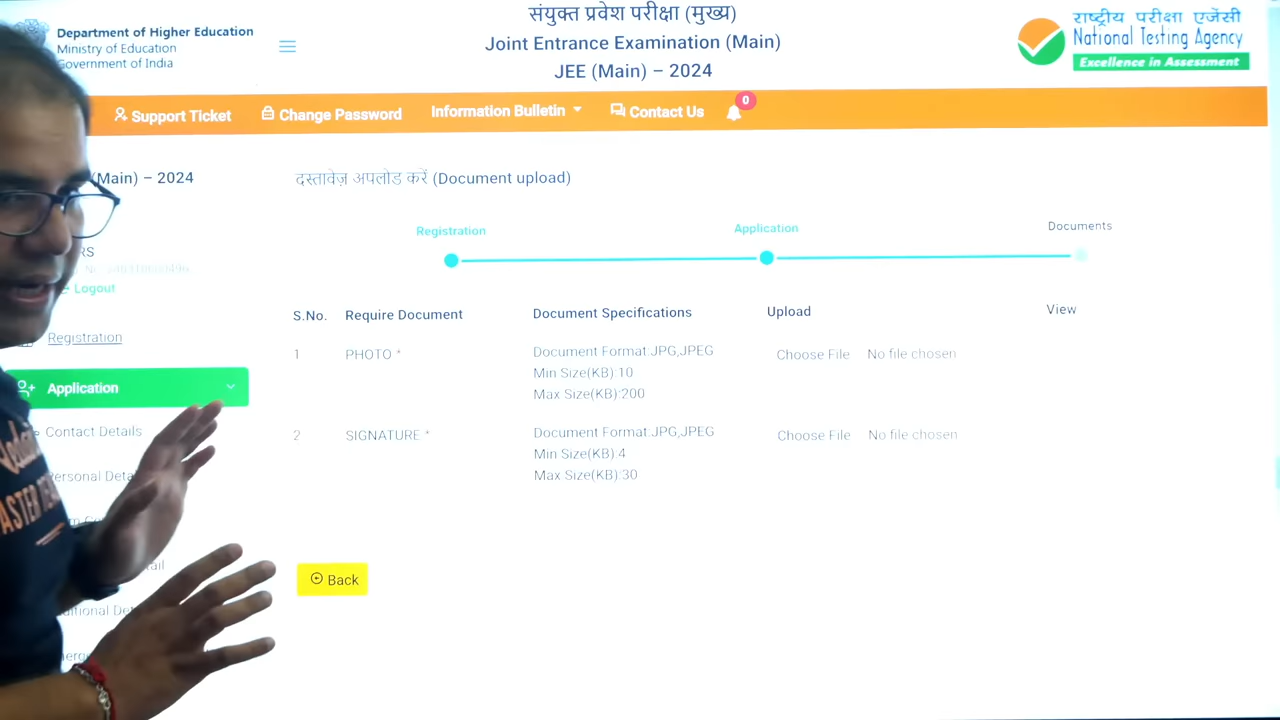 Department of Higher Education
Ministry of Education
Government of India
संयुक्त प्रवेश परीक्षा (मुख्य)
Joint Entrance Examination (Main)
JEE (Main) – 2024
राष्ट्रीय परीक्षा एजेंसी
National Testing Agency
Excellence in Assessment
Support Ticket
Change Password
Information Bulletin
Contact Us
0
(Main) – 2024
दस्तावेज़ अपलोड करें (Document upload)
Registration
Application
Documents
RS
Logout
Registration
Application
Contact Details
Personal
S.No. Require Document Document Specifications Upload View
1 PHOTO * Document Format:JPG,JPEG Choose File No file chosen
Min Size(KB):10
Max Size(KB):200
2 SIGNATURE * Document Format:JPG,JPEG Choose File No file chosen
Min Size(KB):4
Max Size(KB):30
Back